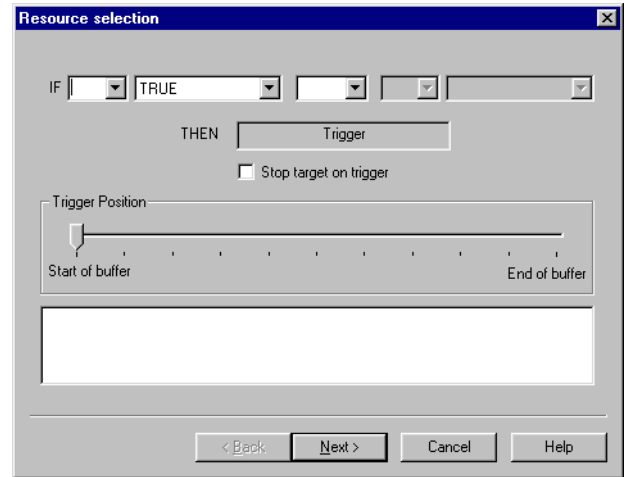 Resource selection
IF TRUE
THEN Trigger
Stop target on trigger
Trigger Position
Start of buffer End of buffer
< Back Next > Cancel Help